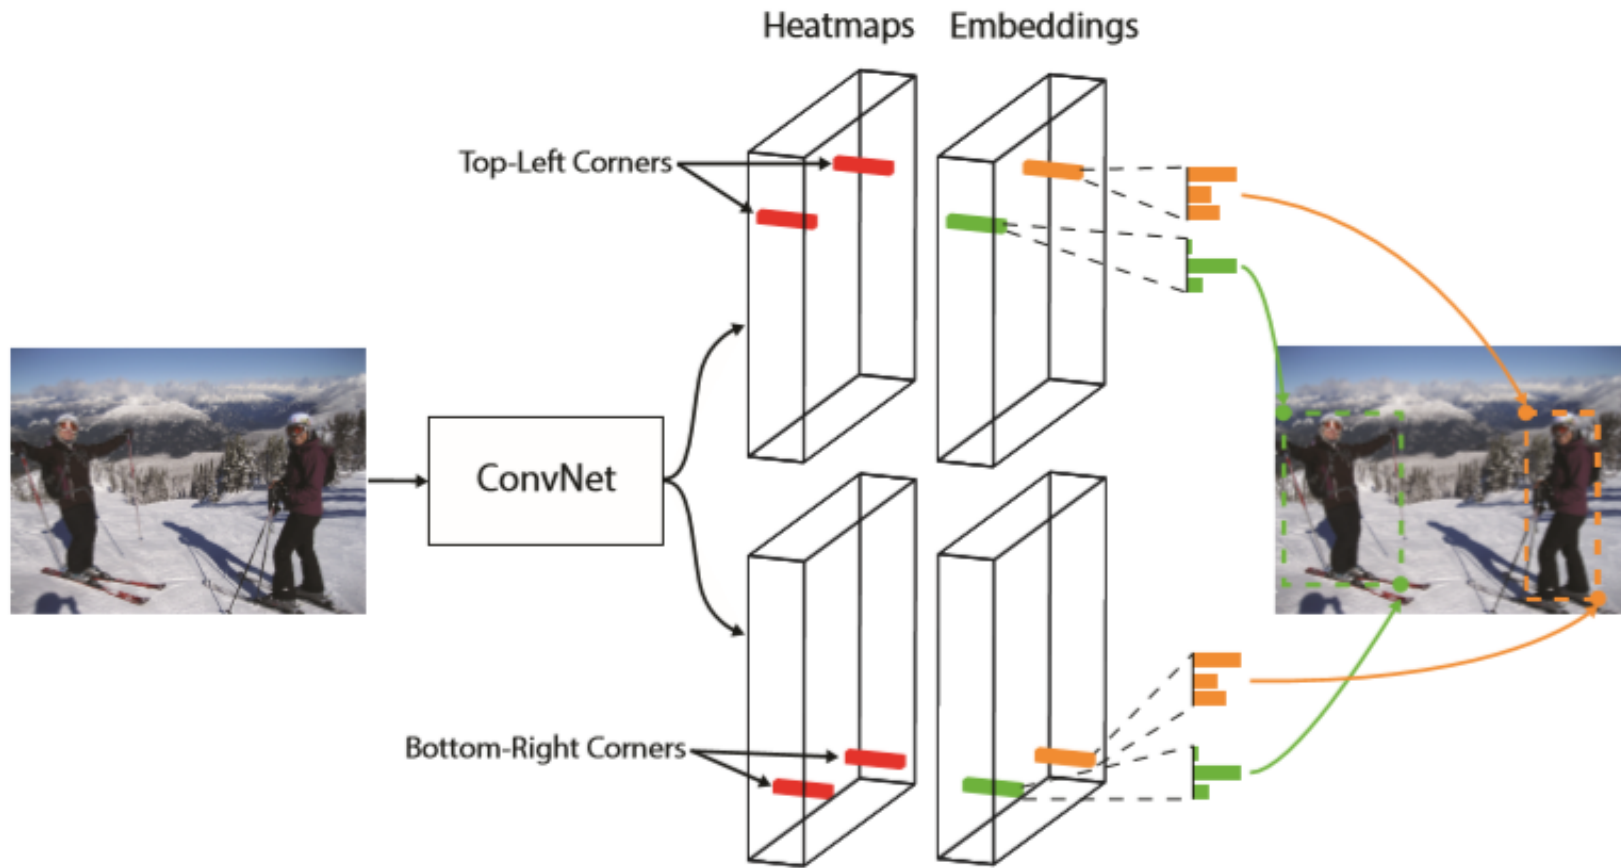 Heatmaps
Embeddings
Top-Left Corners
ConvNet
Bottom-Right Corners